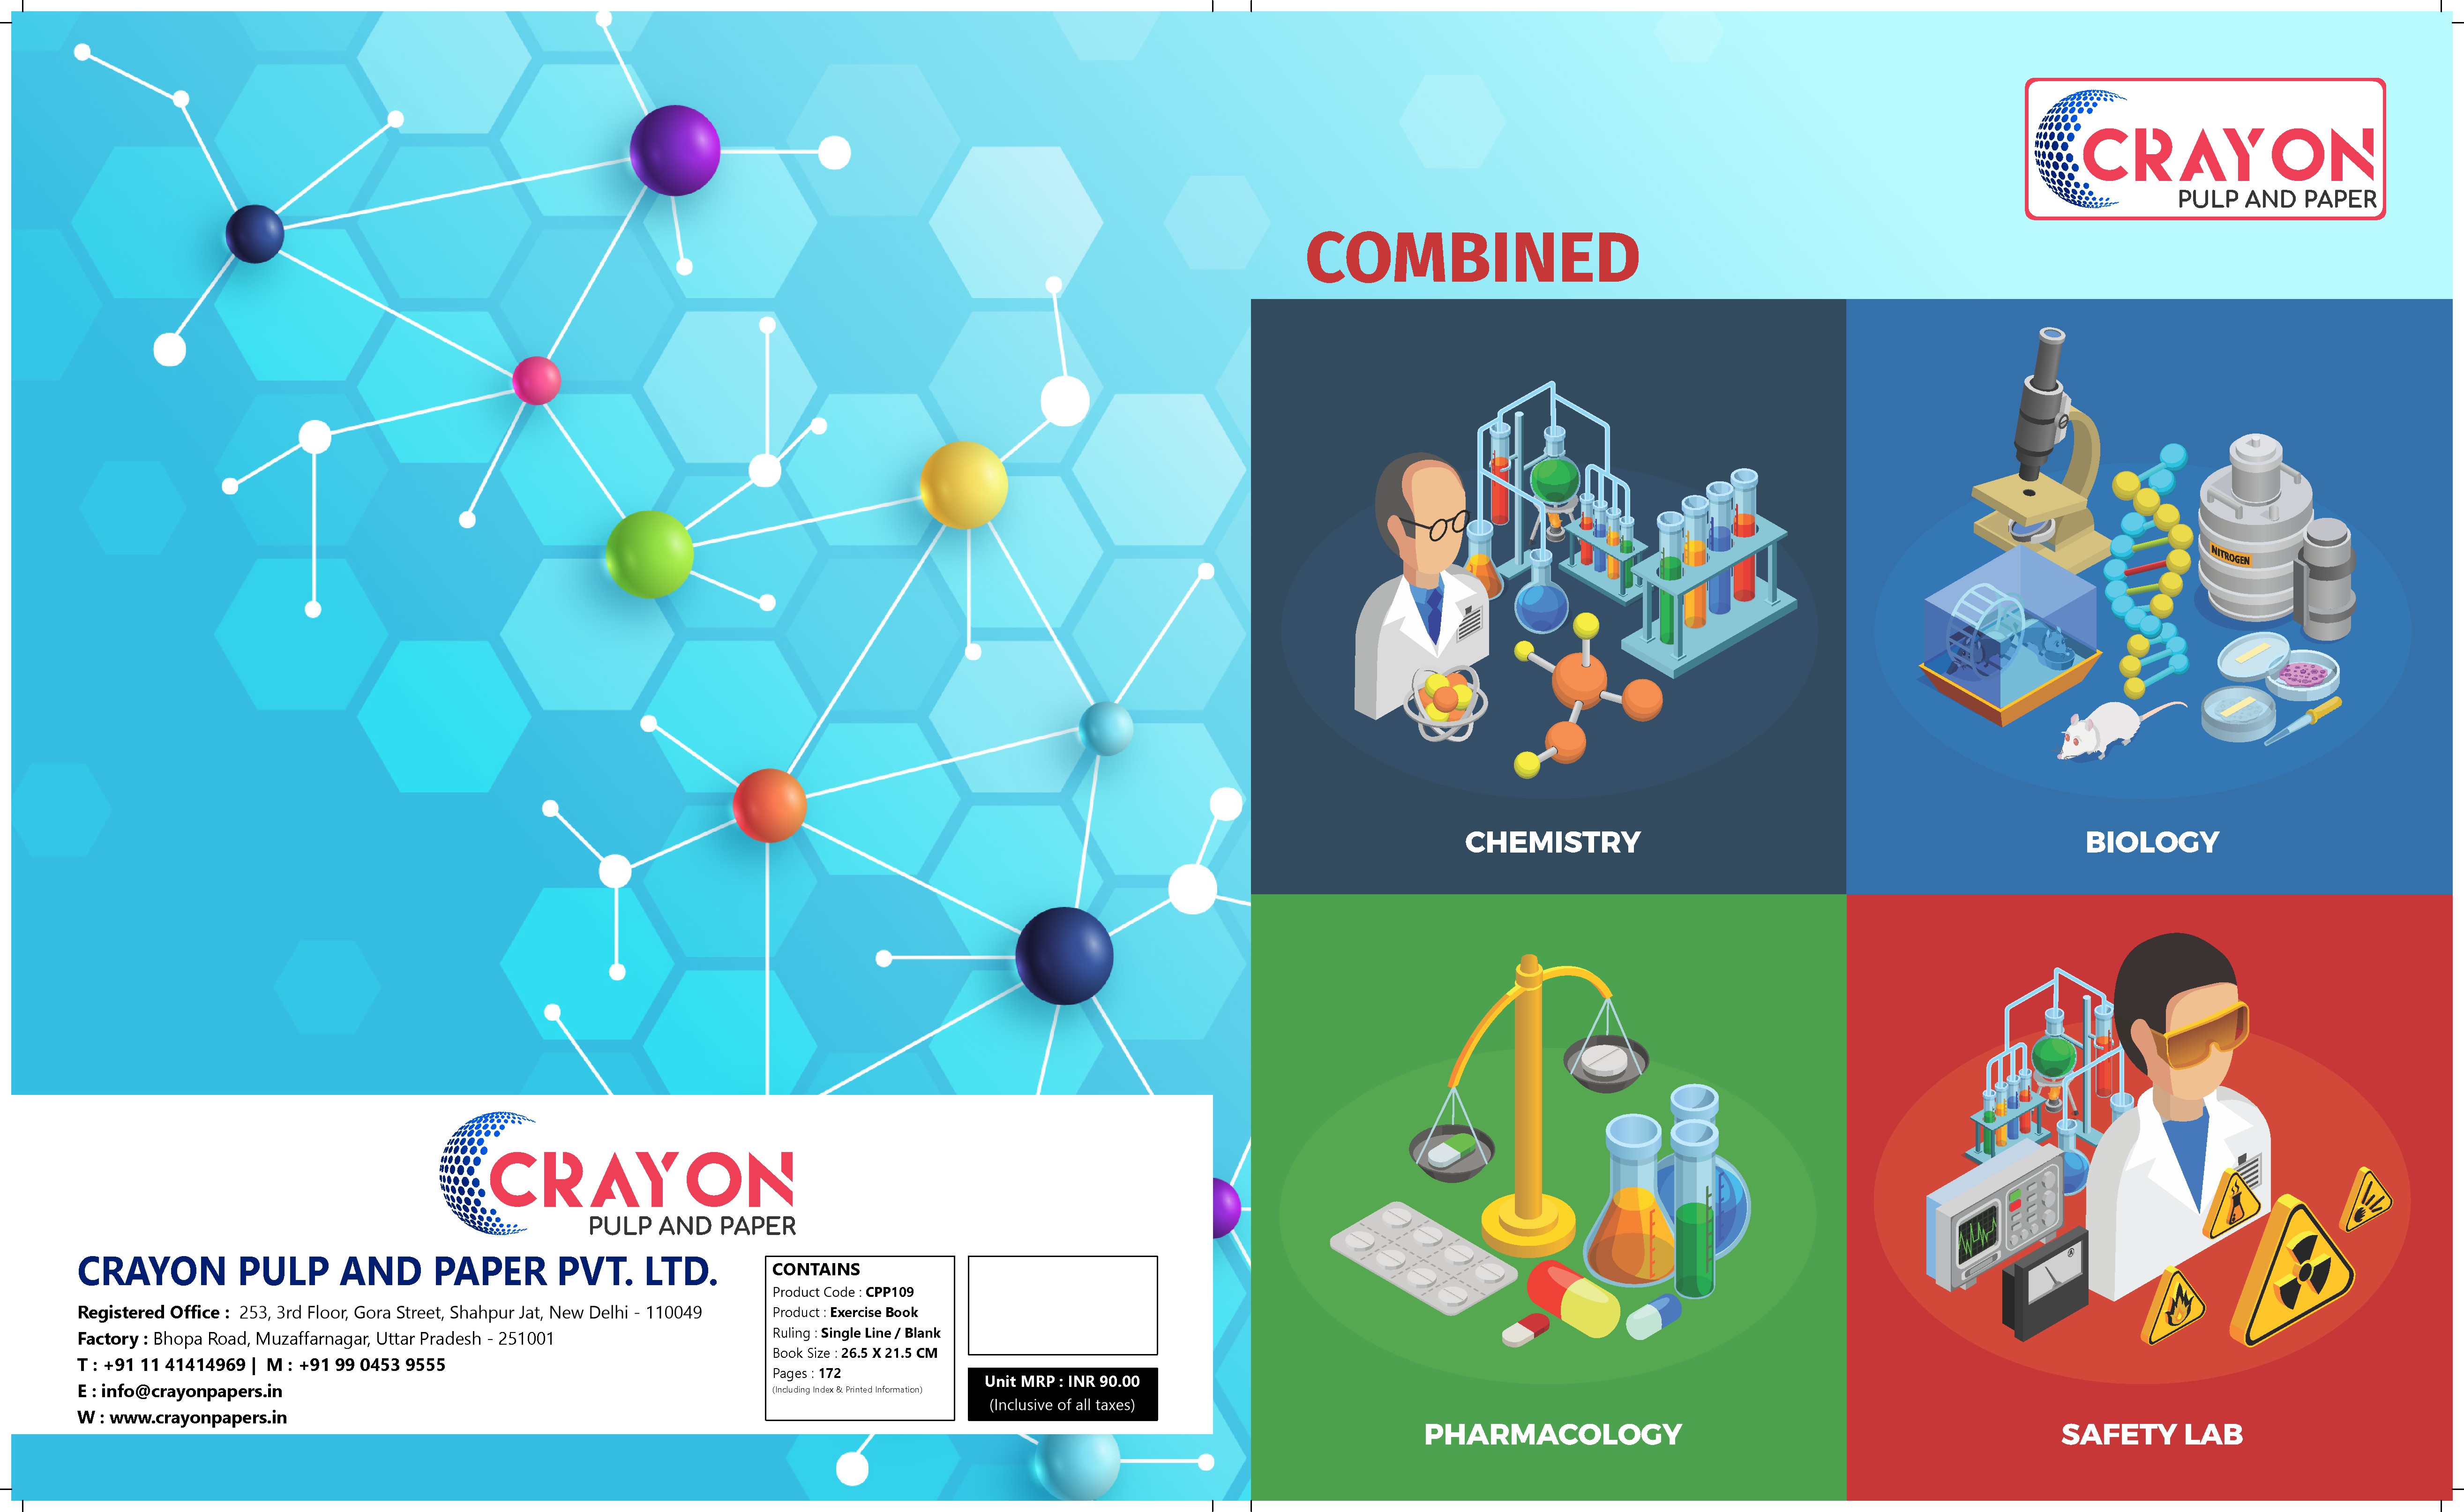 CRAYON
PULP AND PAPER
CRAYON PULP AND PAPER PVT. LTD.
Registered Office : 253, 3rd Floor, Gora Street, Shahpur Jat, New Delhi - 110049
Factory : Bhopa Road, Muzaffarnagar, Uttar Pradesh - 251001
T : +91 11 41414969 | M : +91 99 0453 9555
E : info@crayonpapers.in
W : www.crayonpapers.in
CONTAINS
Product Code : CPP109
Product : Exercise Book
Ruling : Single Line / Blank
Book Size : 26.5 X 21.5 CM
Pages : 172
(Including Index & Printed Information)
Unit MRP : INR 90.00
(Inclusive of all taxes)
CRAYON
PULP AND PAPER
COMBINED
NITROGEN
CHEMISTRY
BIOLOGY
PHARMACOLOGY
SAFETY LAB